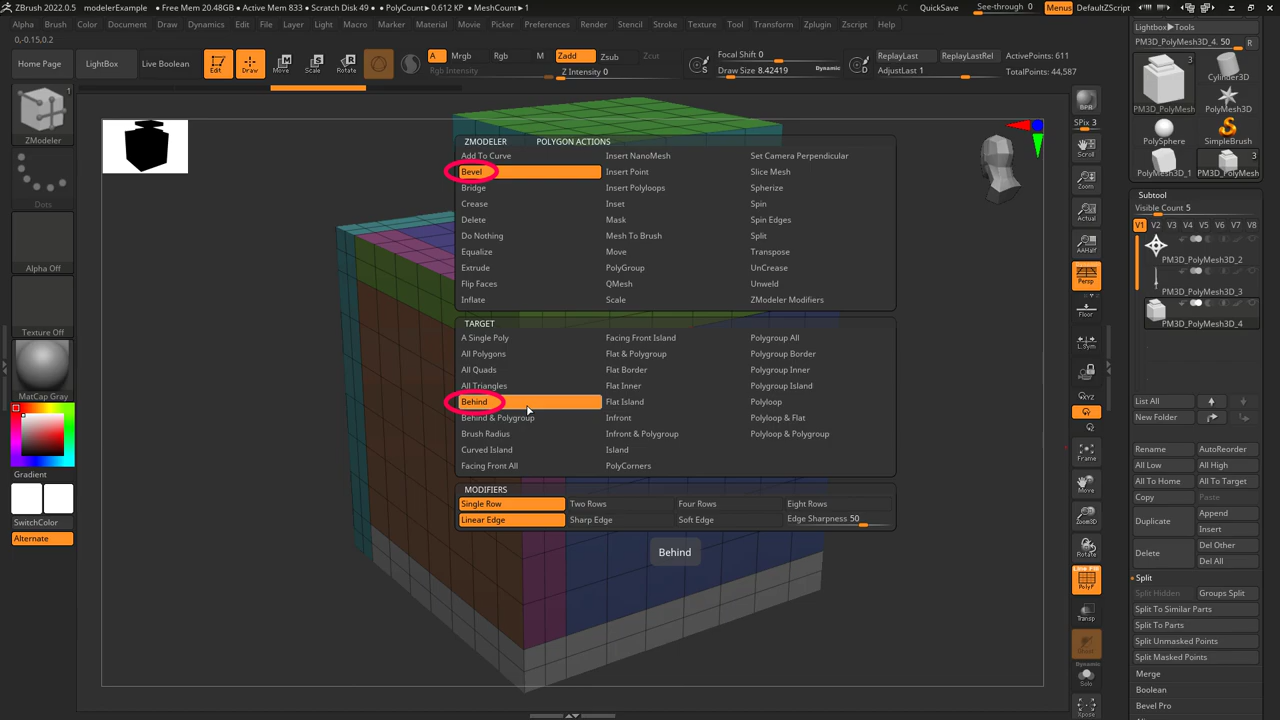 ZBrush 2022.0.5 modelerExample • Free Mem 20.48GB • Active Mem 833 • Scratch Disk 49 • PolyCount▸0.612 KP • MeshCount▸1 AC QuickSave See-through 0 Menus DefaultZScript
Alpha Brush Color Document Draw Dynamics Edit File Layer Light Macro Marker Material Movie Picker Preferences Render Stencil Stroke Texture Tool Transform Zplugin Zscript Help
0,-0.15,0.2
Home Page LightBox Live Boolean Edit Draw Move Scale Rotate
A Mrgb Rgb M Zadd Zsub Zcut
Rgb Intensity Z Intensity 0
Focal Shift 0
Draw Size 8.42419 Dynamic
ReplayLast ReplayLastRel ActivePoints: 611
AdjustLast 1 TotalPoints: 44,587
1
ZModeler
Dots
Alpha Off
Texture Off
MatCap Gray
Gradient
SwitchColor
Alternate
ZMODELER POLYGON ACTIONS
Add To Curve Insert NanoMesh Set Camera Perpendicular
Bevel Insert Point Slice Mesh
Bridge Insert Polyloops Spherize
Crease Inset Spin
Delete Mask Spin Edges
Do Nothing Mesh To Brush Split
Equalize Move Transpose
Extrude PolyGroup UnCrease
Flip Faces QMesh Unweld
Inflate Scale ZModeler Modifiers
TARGET
A Single Poly Facing Front Island Polygroup All
All Polygons Flat & Polygroup Polygroup Border
All Quads Flat Border Polygroup Inner
All Triangles Flat Inner Polygroup Island
Behind Flat Island Polyloop
Behind & Polygroup Infront Polyloop & Flat
Brush Radius Infront & Polygroup Polyloop & Polygroup
Curved Island Island
Facing Front All PolyCorners
MODIFIERS
Single Row Two Rows Four Rows Eight Rows
Linear Edge Sharp Edge Soft Edge Edge Sharpness 50
Behind
BPR
SPix 3
Scroll
Zoom
Actual
AAHalf
Persp
Floor
L.Sym
XYZ
Frame
Move
Zoom3D
Rotate
Line Fill
PolyF
Transp
Ghost
Dynamic
Solo
Xpose
Lightbox▸Tools
PM3D_PolyMesh3D_4. 50 R
3
PM3D_PolyMesh
Cylinder3D
PolyMesh3D
PolySphere SimpleBrush
3
PolyMesh3D_1 PM3D_PolyMesh
Subtool
Visible Count 5
V1 V2 V3 V4 V5 V6 V7 V8
PM3D_PolyMesh3D_2
PM3D_PolyMesh3D_3
PM3D_PolyMesh3D_4
List All
New Folder
Rename AutoReorder
All Low All High
All To Home All To Target
Copy Paste
Duplicate Append
Insert
Delete Del Other
Del All
Split
Split Hidden Groups Split
Split To Similar Parts
Split To Parts
Split Unmasked Points
Split Masked Points
Merge
Boolean
Bevel Pro